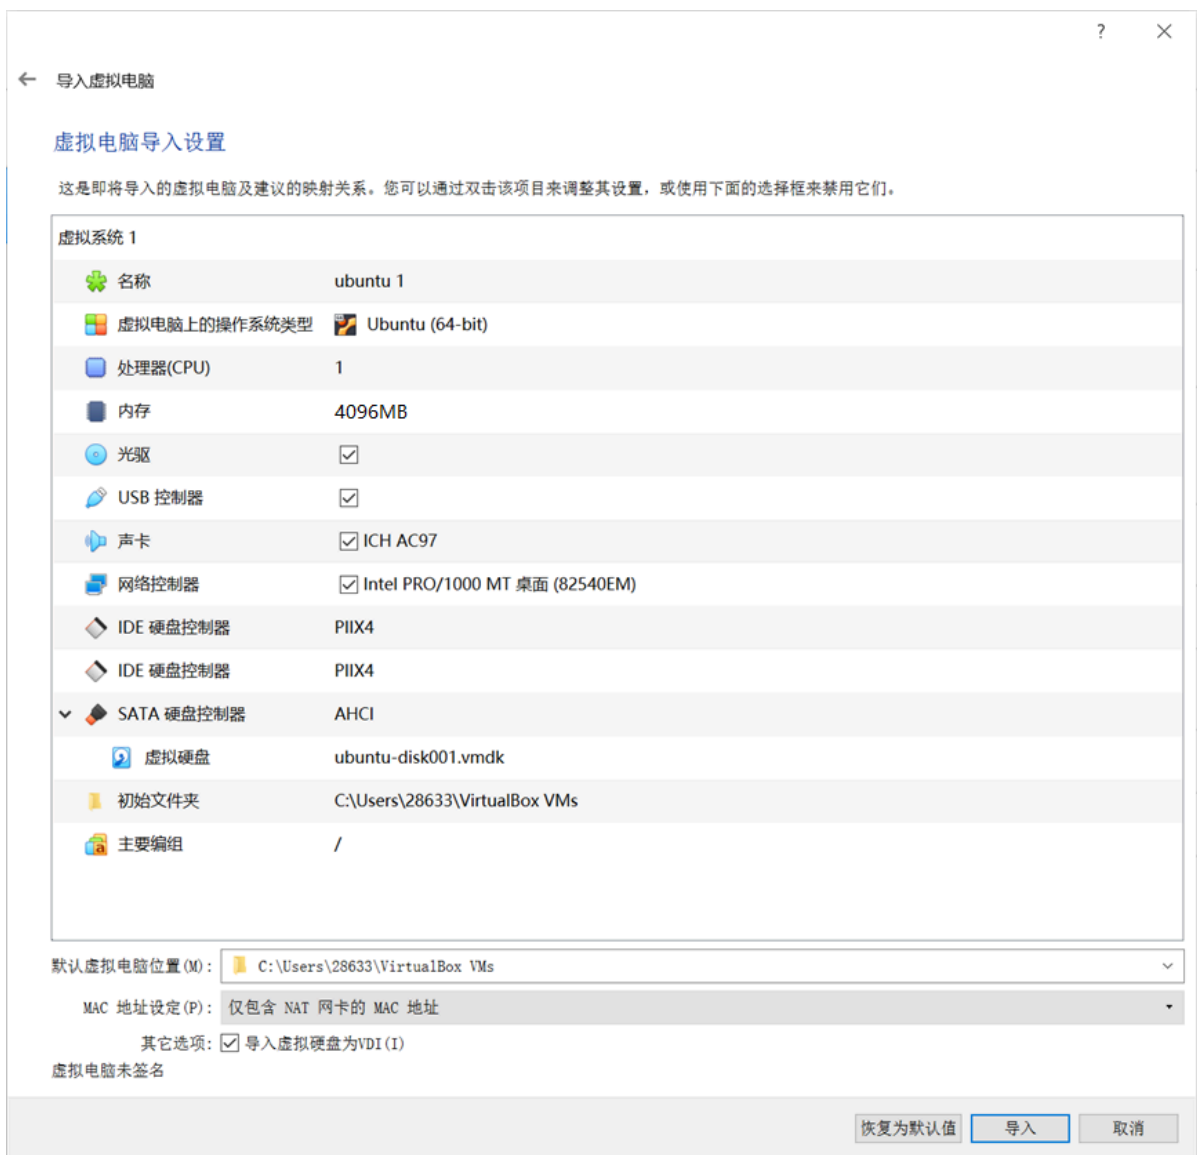 ?
导入虚拟电脑
虚拟电脑导入设置
这是即将导入的虚拟电脑及建议的映射关系。您可以通过双击该项目来调整其设置，或使用下面的选择框来禁用它们。
虚拟系统 1
名称 ubuntu 1
虚拟电脑上的操作系统类型 Ubuntu (64-bit)
处理器(CPU) 1
内存 4096MB
光驱
USB 控制器
声卡 ICH AC97
网络控制器 Intel PRO/1000 MT 桌面 (82540EM)
IDE 硬盘控制器 PIIX4
IDE 硬盘控制器 PIIX4
SATA 硬盘控制器 AHCI
虚拟硬盘 ubuntu-disk001.vmdk
初始文件夹 C:\Users\28633\VirtualBox VMs
主要编组 /
默认虚拟电脑位置(M): C:\Users\28633\VirtualBox VMs
MAC 地址设定(P): 仅包含 NAT 网卡的 MAC 地址
其它选项: 导入虚拟硬盘为VDI(I)
虚拟电脑未签名
恢复为默认值 导入 取消